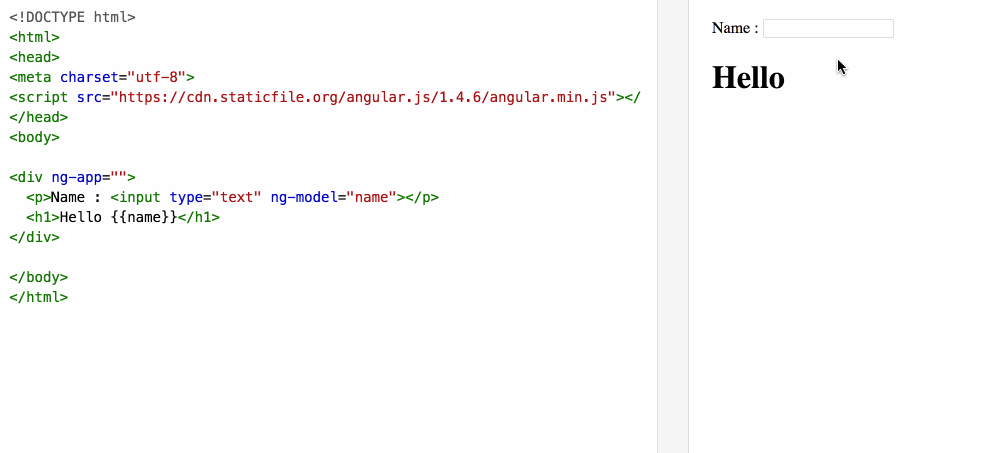 <!DOCTYPE html>
<html>
<head>
<meta charset="utf-8">
<script src="https://cdn.staticfile.org/angular.js/1.4.6/angular.min.js"></
</head>
<body>
<div ng-app="">
<p>Name : <input type="text" ng-model="name"></p>
<h1>Hello {{name}}</h1>
</div>
</body>
</html>
Name :
Hello